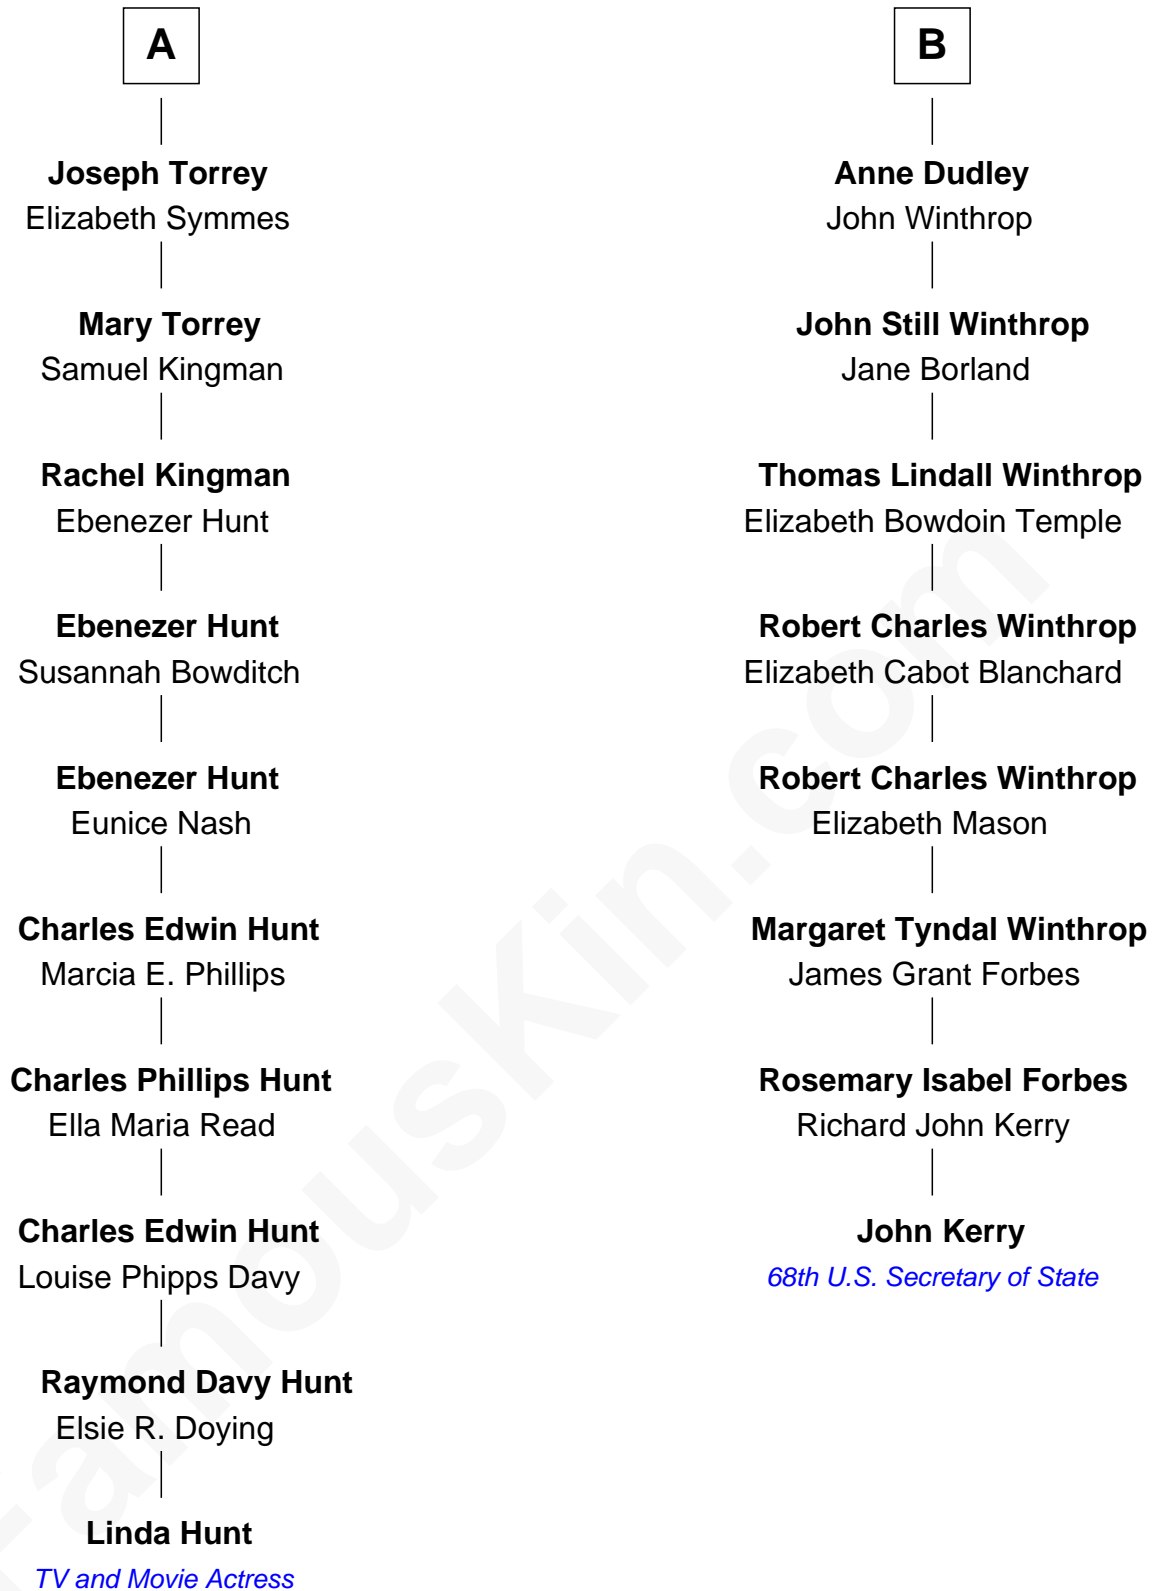 A
Joseph Torrey
Elizabeth Symmes
Mary Torrey
Samuel Kingman
Rachel Kingman
Ebenezer Hunt
Ebenezer Hunt
Susannah Bowditch
Ebenezer Hunt
Eunice Nash
Charles Edwin Hunt
Marcia E. Phillips
Charles Phillips Hunt
Ella Maria Read
Charles Edwin Hunt
Louise Phipps Davy
Raymond Davy Hunt
Elsie R. Doying
Linda Hunt
TV and Movie Actress
B
Anne Dudley
John Winthrop
John Still Winthrop
Jane Borland
Thomas Lindall Winthrop
Elizabeth Bowdoin Temple
Robert Charles Winthrop
Elizabeth Cabot Blanchard
Robert Charles Winthrop
Elizabeth Mason
Margaret Tyndal Winthrop
James Grant Forbes
Rosemary Isabel Forbes
Richard John Kerry
John Kerry
68th U.S. Secretary of State
FamousKin.com